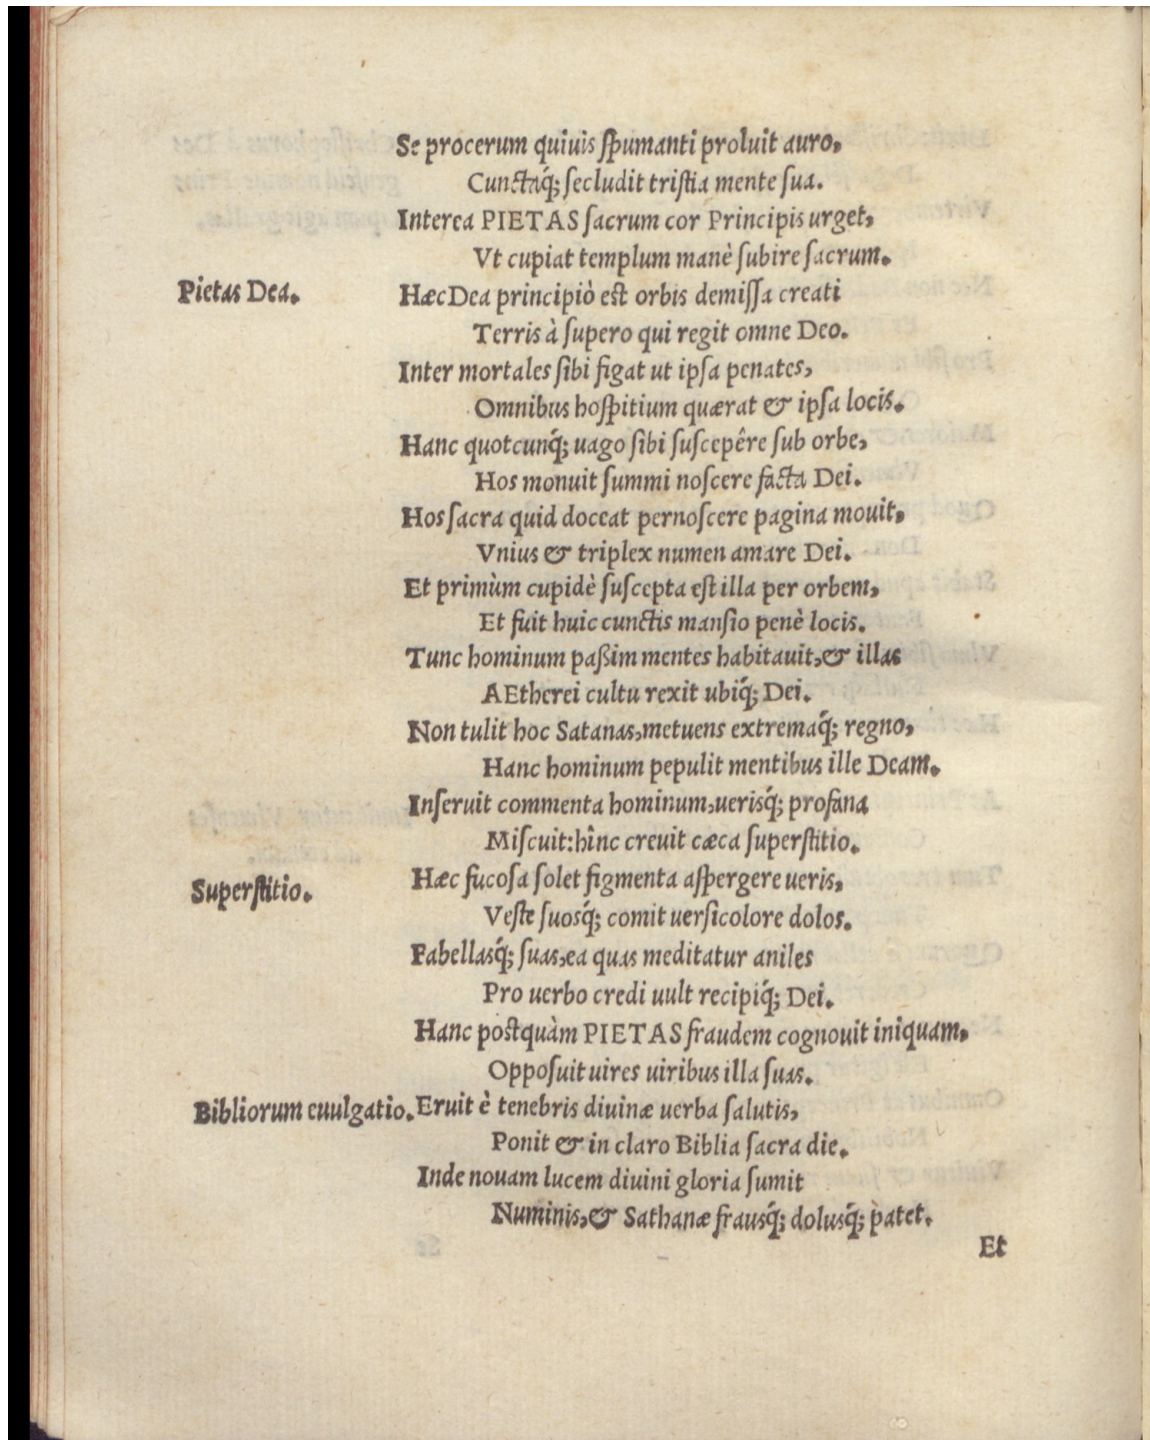 Se procerum quiuis ſpumanti proluit auro,
Cunctaq́; ſecludit triſtia mente ſua.
Interea PIETAS ſacrum cor Principis urget,
Vt cupiat templum manè ſubire ſacrum.
Pietas Dea.
HæcDea principiò eſt orbis demiſſa creati
Terris à ſupero qui regit omne Deo.
Inter mortales ſibi figat ut ipſa penates,
Omnibus hoſpitium quærat & ipſa locis.
Hanc quotcunq́; uago ſibi ſuſcepêre ſub orbe,
Hos monuit ſummi noſcere facta Dei.
Hos ſacra quid doceat pernoſcere pagina mouit,
Vnius & triplex numen amare Dei.
Et primùm cupidè ſuſcepta eſt illa per orbem,
Et fuit huic cunctis manſio penè locis.
Tunc hominum paßim mentes habitauit,& illas
AEtherei cultu rexit ubiq́; Dei.
Non tulit hoc Satanas,metuens extremaq́; regno,
Hanc hominum pepulit mentibus ille Deam.
Inſeruit commenta hominum,uerisq́; profana
Miſcuit:hînc creuit cæca ſuperſtitio.
Superſtitio.
Hæc fucoſa ſolet figmenta aſpergere ueris,
Veſte ſuosq́; comit uerſicolore dolos.
Fabellasq́; ſuas,ea quas meditatur aniles
Pro uerbo credi uult recipiq́; Dei.
Hanc poſtquàm PIETAS fraudem cognouit iniquam,
Oppoſuit uires uiribus illa ſuas.
Bibliorum euulgatio. Eruit è tenebris diuinæ uerba ſalutis,
Ponit & in claro Biblia ſacra die.
Inde nouam lucem diuini gloria ſumit
Numinis,& Sathanæ frausq́; dolusq́; patet.
Et